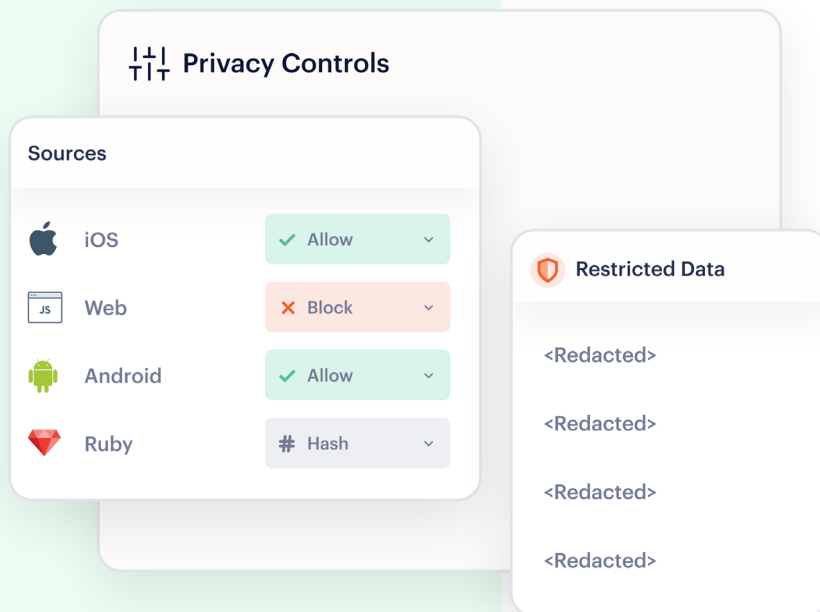 Privacy Controls
Sources
iOS
Allow
JS
Web
Block
Android
Allow
Ruby
# Hash
Restricted Data
<Redacted>
<Redacted>
<Redacted>
<Redacted>